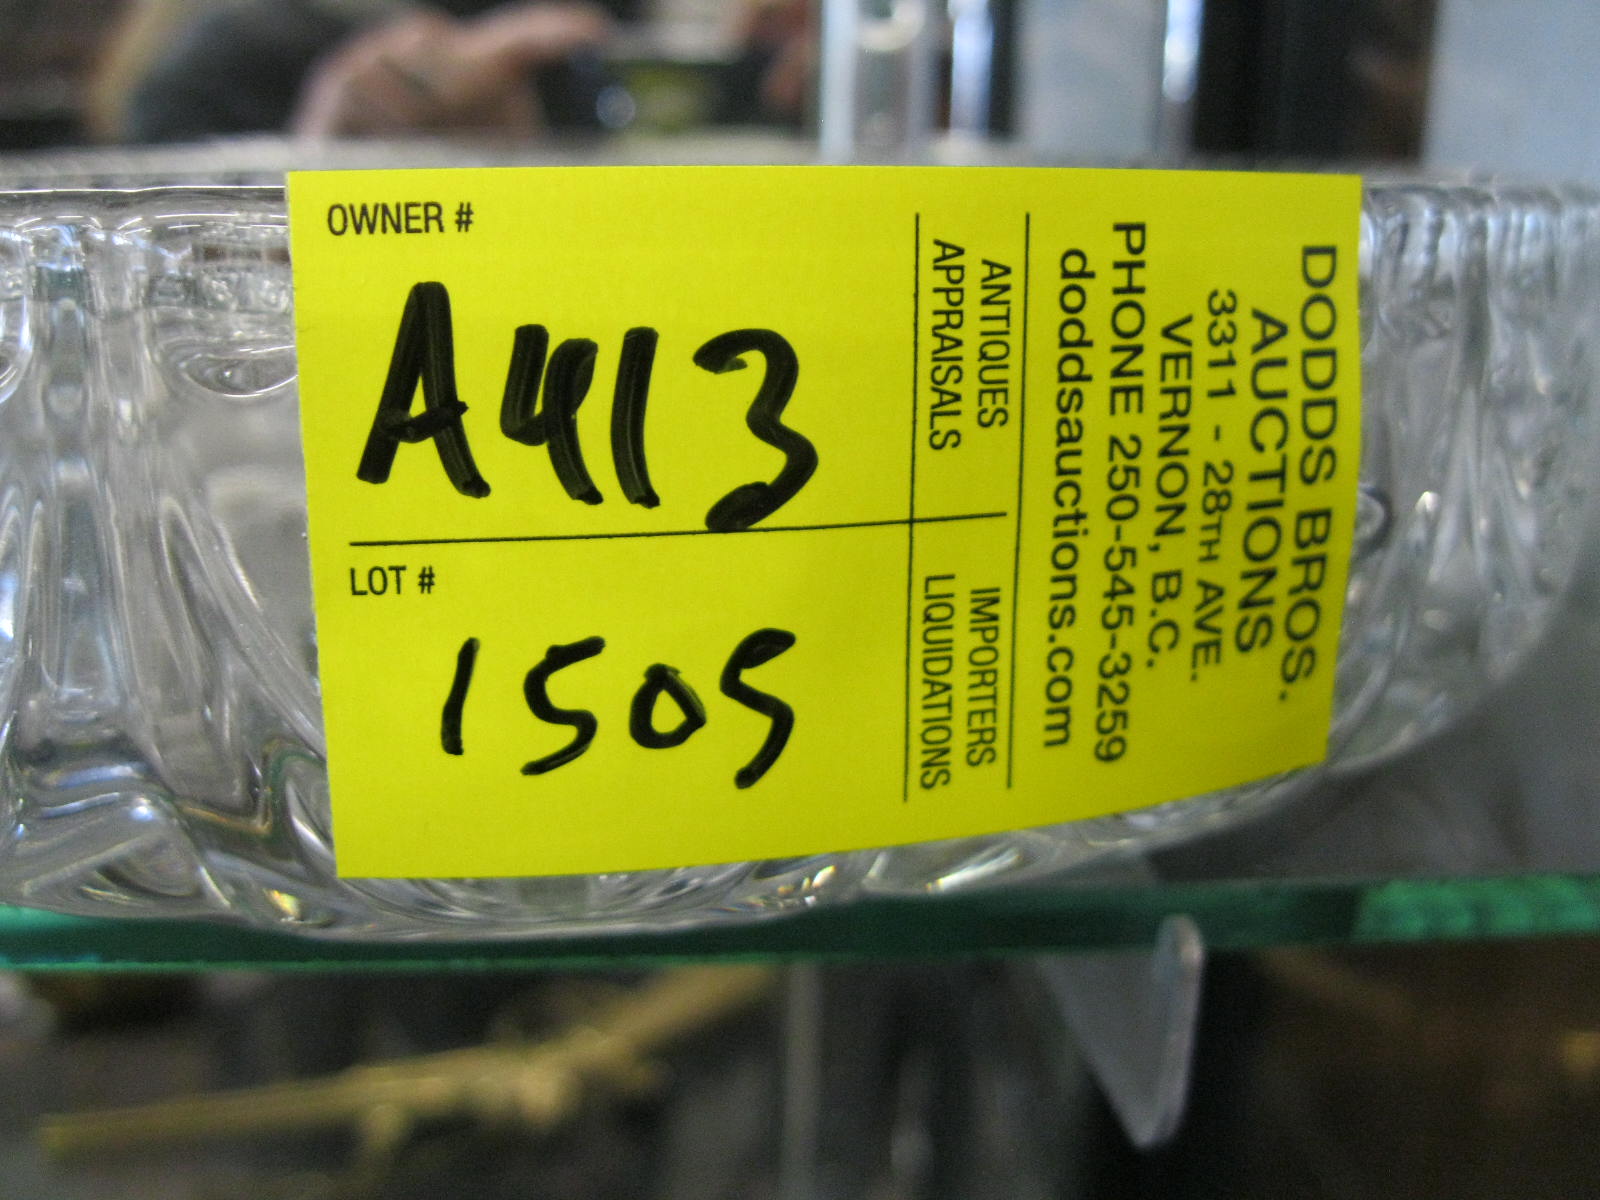 OWNER #
A413
LOT #
1505
ANTIQUES
APPRAISALS
IMPORTERS
LIQUIDATIONS
DODDS BROS.
AUCTIONS
3311 - 28TH AVE.
VERNON, B.C.
PHONE 250-545-3259
doddsauctions.com